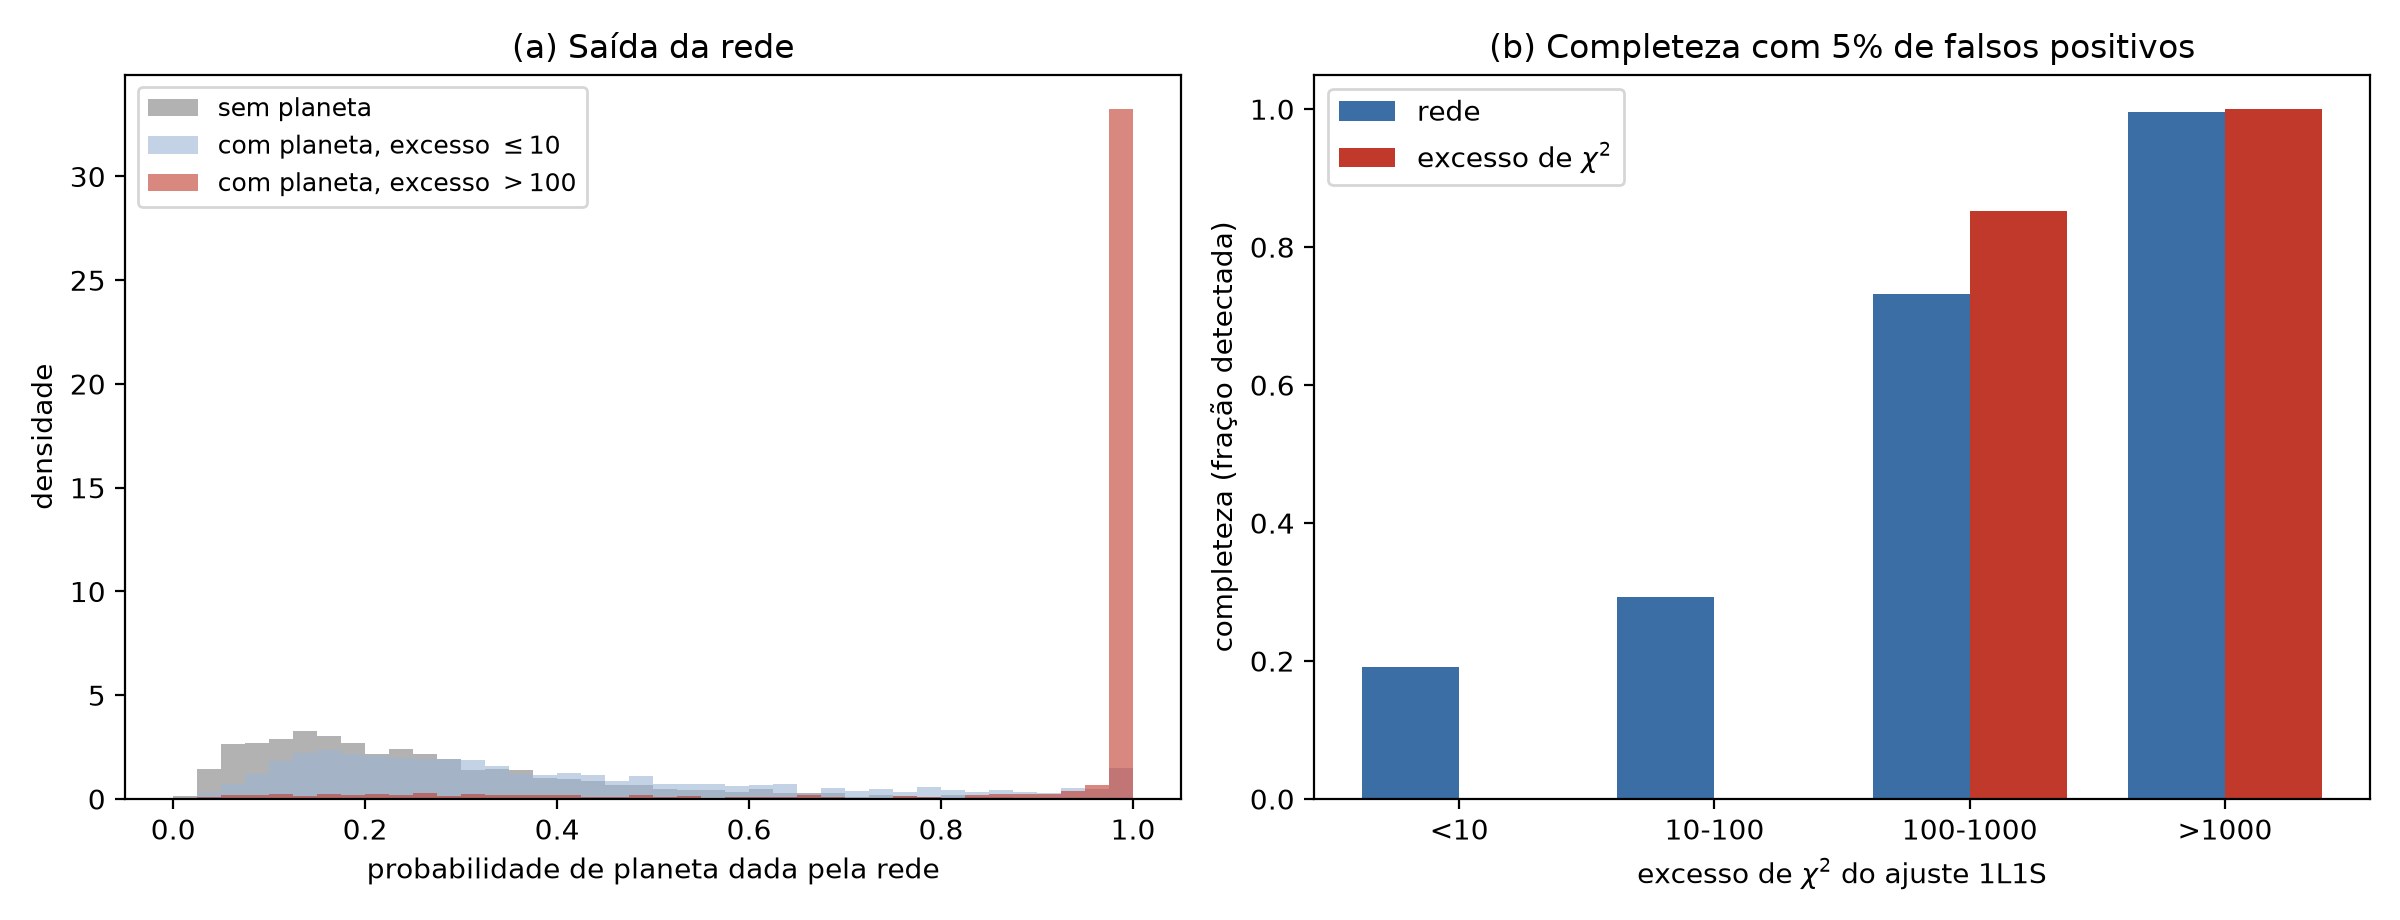 (a) Saída da rede
sem planeta
com planeta, excesso ≤10
com planeta, excesso >100
densidade
30
25
20
15
10
5
0
0.0 0.2 0.4 0.6 0.8 1.0
probabilidade de planeta dada pela rede
(b) Completeza com 5% de falsos positivos
rede
excesso de χ²
completeza (fração detectada)
1.0
0.8
0.6
0.4
0.2
0.0
<10 10-100 100-1000 >1000
excesso de χ² do ajuste 1L1S